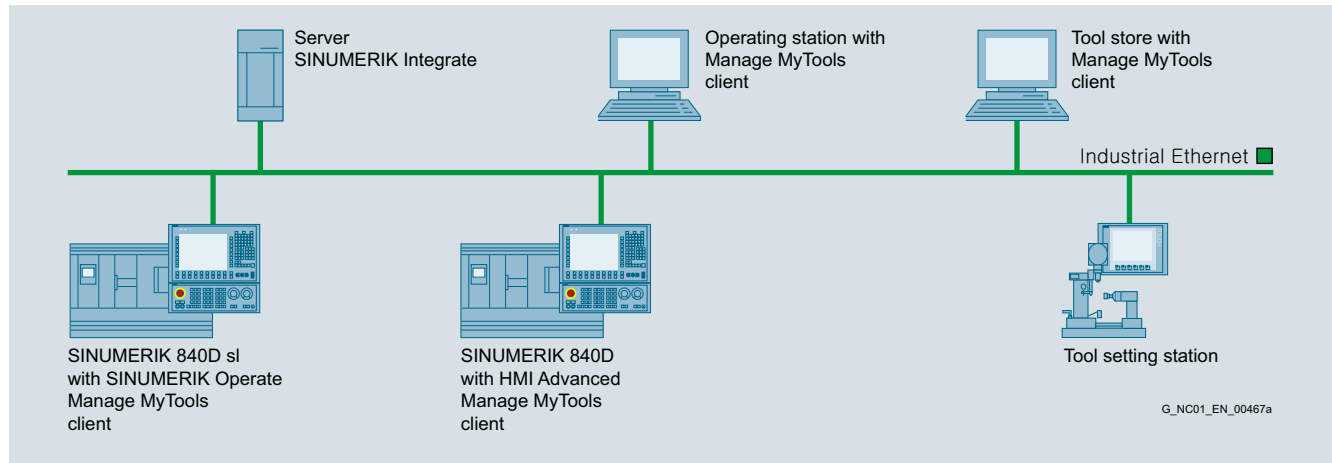 Server
SINUMERIK Integrate
Operating station with
Manage MyTools
client
Tool store with
Manage MyTools
client
Industrial Ethernet
SINUMERIK 840D sl
with SINUMERIK Operate
Manage MyTools
client
SINUMERIK 840D
with HMI Advanced
Manage MyTools
client
Tool setting station
G_NC01_EN_00467a